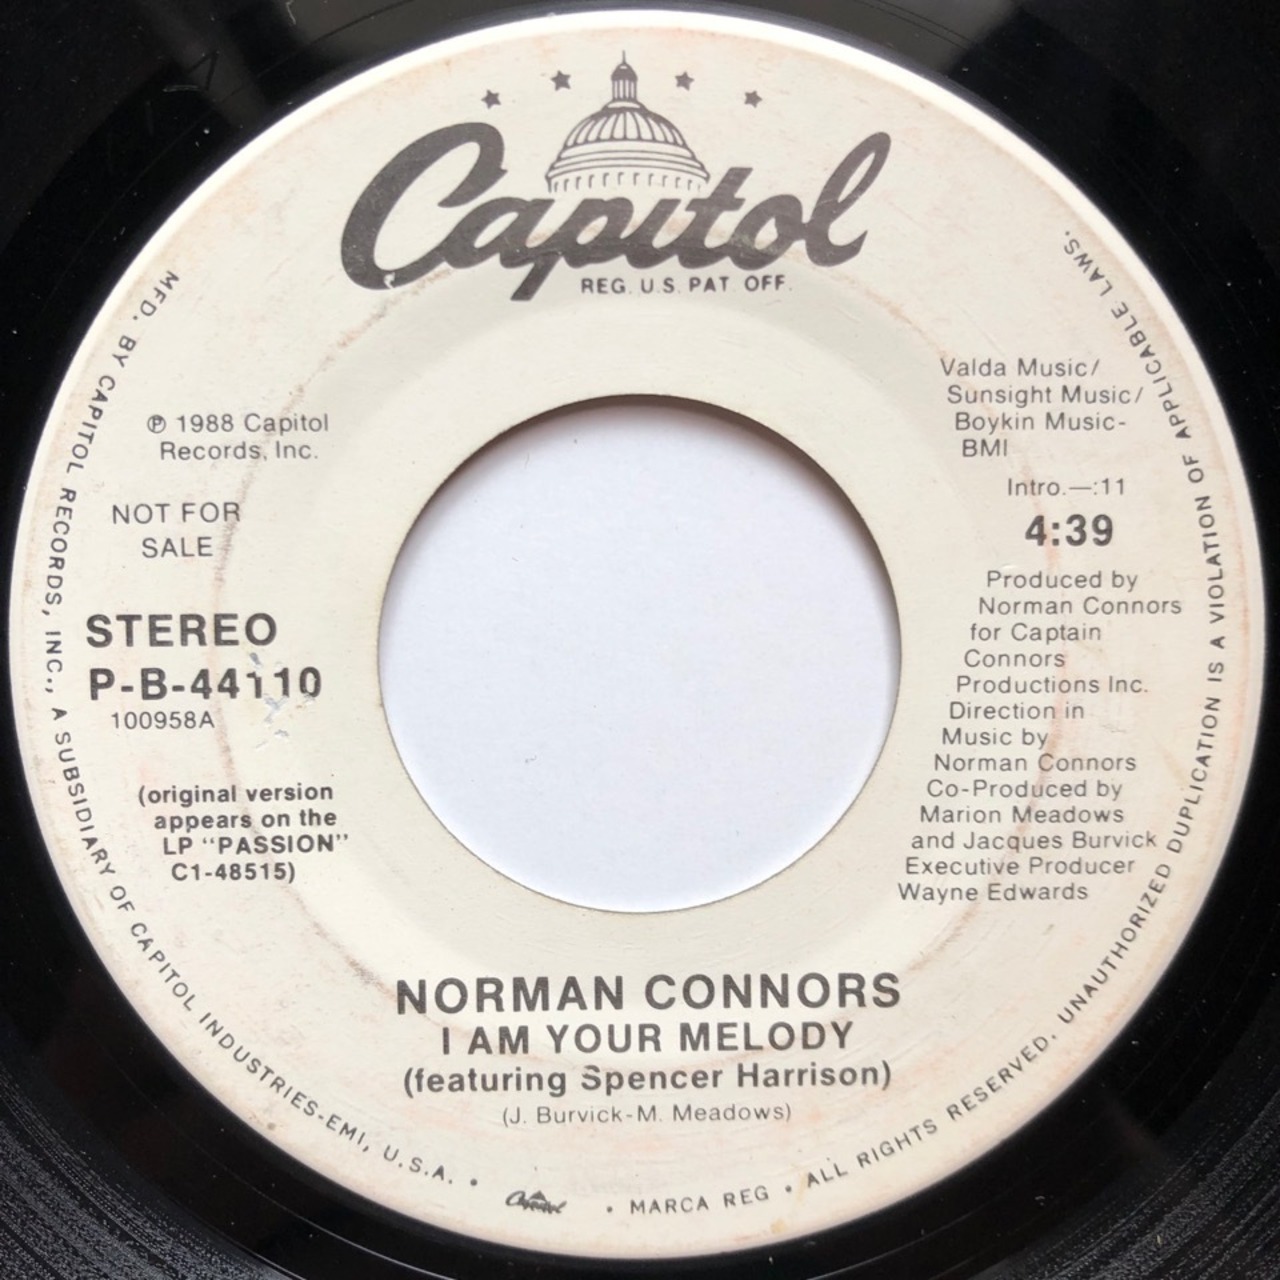 Capitol
REG. U.S. PAT. OFF.
℗ 1988 Capitol
Records, Inc.
NOT FOR
SALE
STEREO
P-B-44110
100958A
(original version
appears on the
LP "PASSION"
C1-48515)
Valda Music/
Sunsight Music/
Boykin Music-
BMI
Intro.—:11
4:39
Produced by
Norman Connors
for Captain
Connors
Productions Inc.
Direction in
Music by
Norman Connors
Co-Produced by
Marion Meadows
and Jacques Burvick
Executive Producer
Wayne Edwards
NORMAN CONNORS
I AM YOUR MELODY
(featuring Spencer Harrison)
(J. Burvick-M. Meadows)
MFD. BY CAPITOL RECORDS, INC., A SUBSIDIARY OF CAPITOL INDUSTRIES-EMI, U.S.A. • Capitol • MARCA REG • ALL RIGHTS RESERVED. UNAUTHORIZED DUPLICATION IS A VIOLATION OF APPLICABLE LAWS.